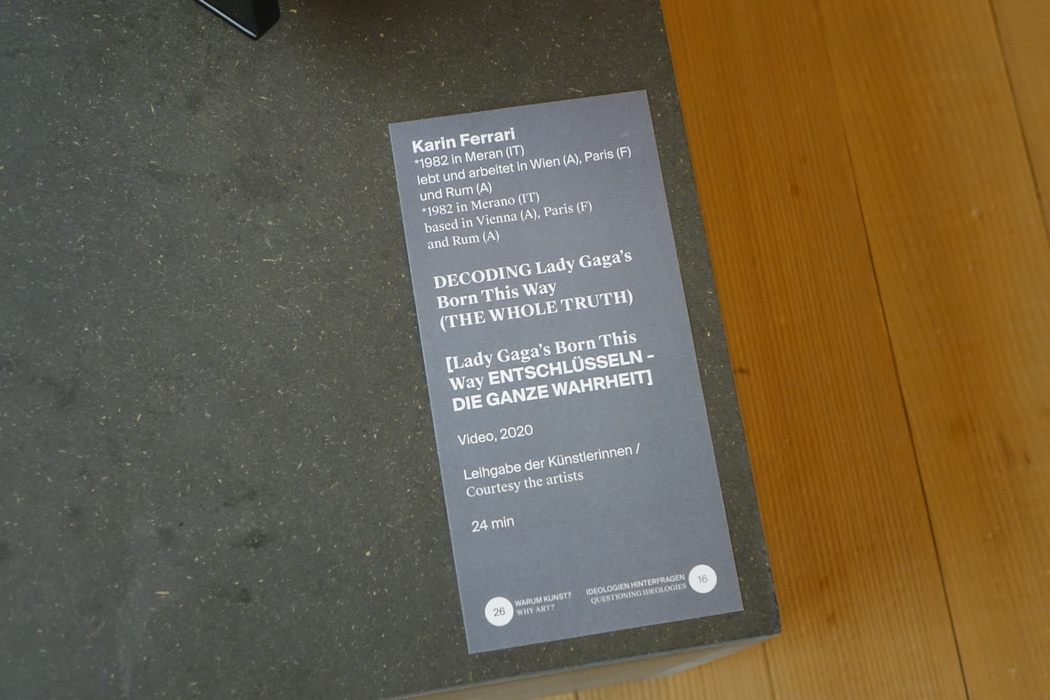 Karin Ferrari
*1982 in Meran (IT)
lebt und arbeitet in Wien (A), Paris (F)
und Rum (A)
*1982 in Merano (IT)
based in Vienna (A), Paris (F)
and Rum (A)
DECODING Lady Gaga's
Born This Way
(THE WHOLE TRUTH)
[Lady Gaga's Born This
Way ENTSCHLÜSSELN –
DIE GANZE WAHRHEIT]
Video, 2020
Leihgabe der Künstlerinnen /
Courtesy the artists
24 min
26 WARUM KUNST?
WHY ART?
IDEOLOGIEN HINTERFRAGEN 16
QUESTIONING IDEOLOGIES